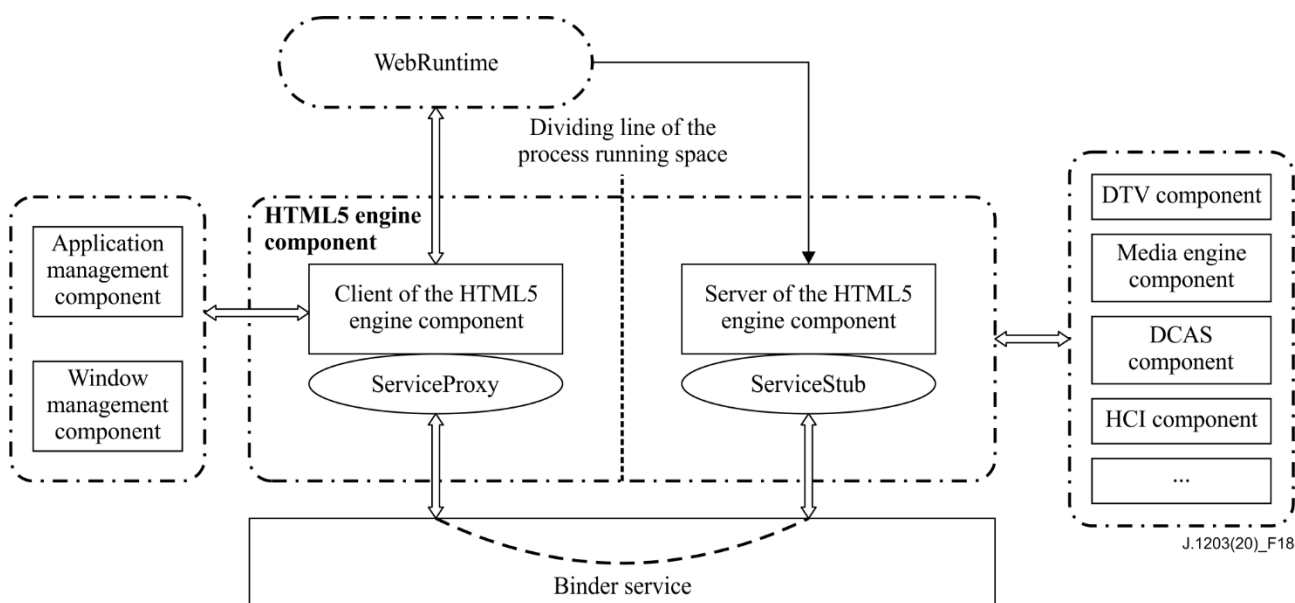 WebRuntime
Dividing line of the
process running space
HTML5 engine
component
Application
management
component
Window
management
component
Client of the HTML5
engine component
ServiceProxy
Server of the HTML5
engine component
ServiceStub
DTV component
Media engine
component
DCAS
component
HCI component
...
J.1203(20)_F18
Binder service